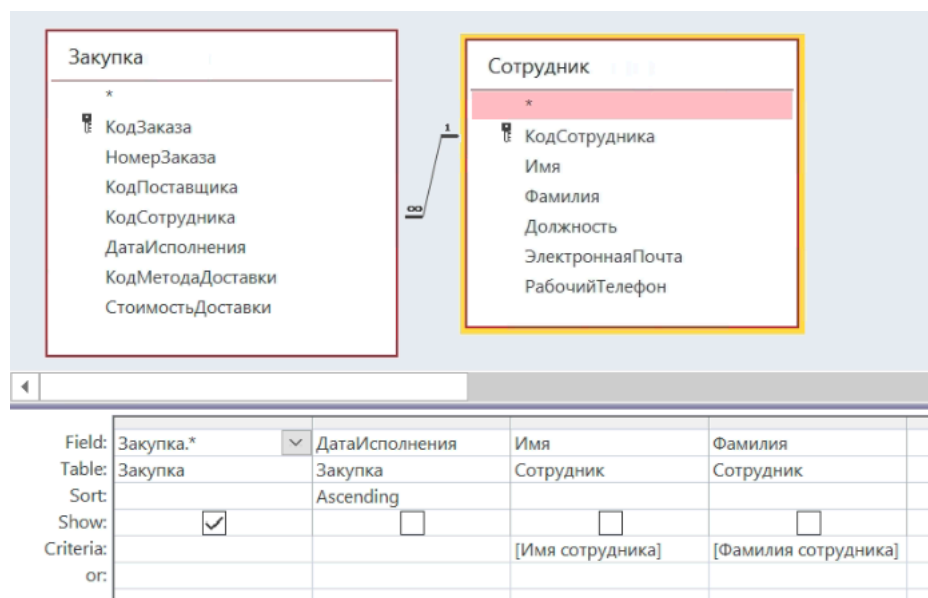 Закупка
*
КодЗаказа
НомерЗаказа
КодПоставщика
КодСотрудника
ДатаИсполнения
КодМетодаДоставки
СтоимостьДоставки
1
∞
Сотрудник
*
КодСотрудника
Имя
Фамилия
Должность
ЭлектроннаяПочта
РабочийТелефон
Field: Закупка.* ДатаИсполнения Имя Фамилия
Table: Закупка Закупка Сотрудник Сотрудник
Sort: Ascending
Show:
Criteria: [Имя сотрудника] [Фамилия сотрудника]
or: